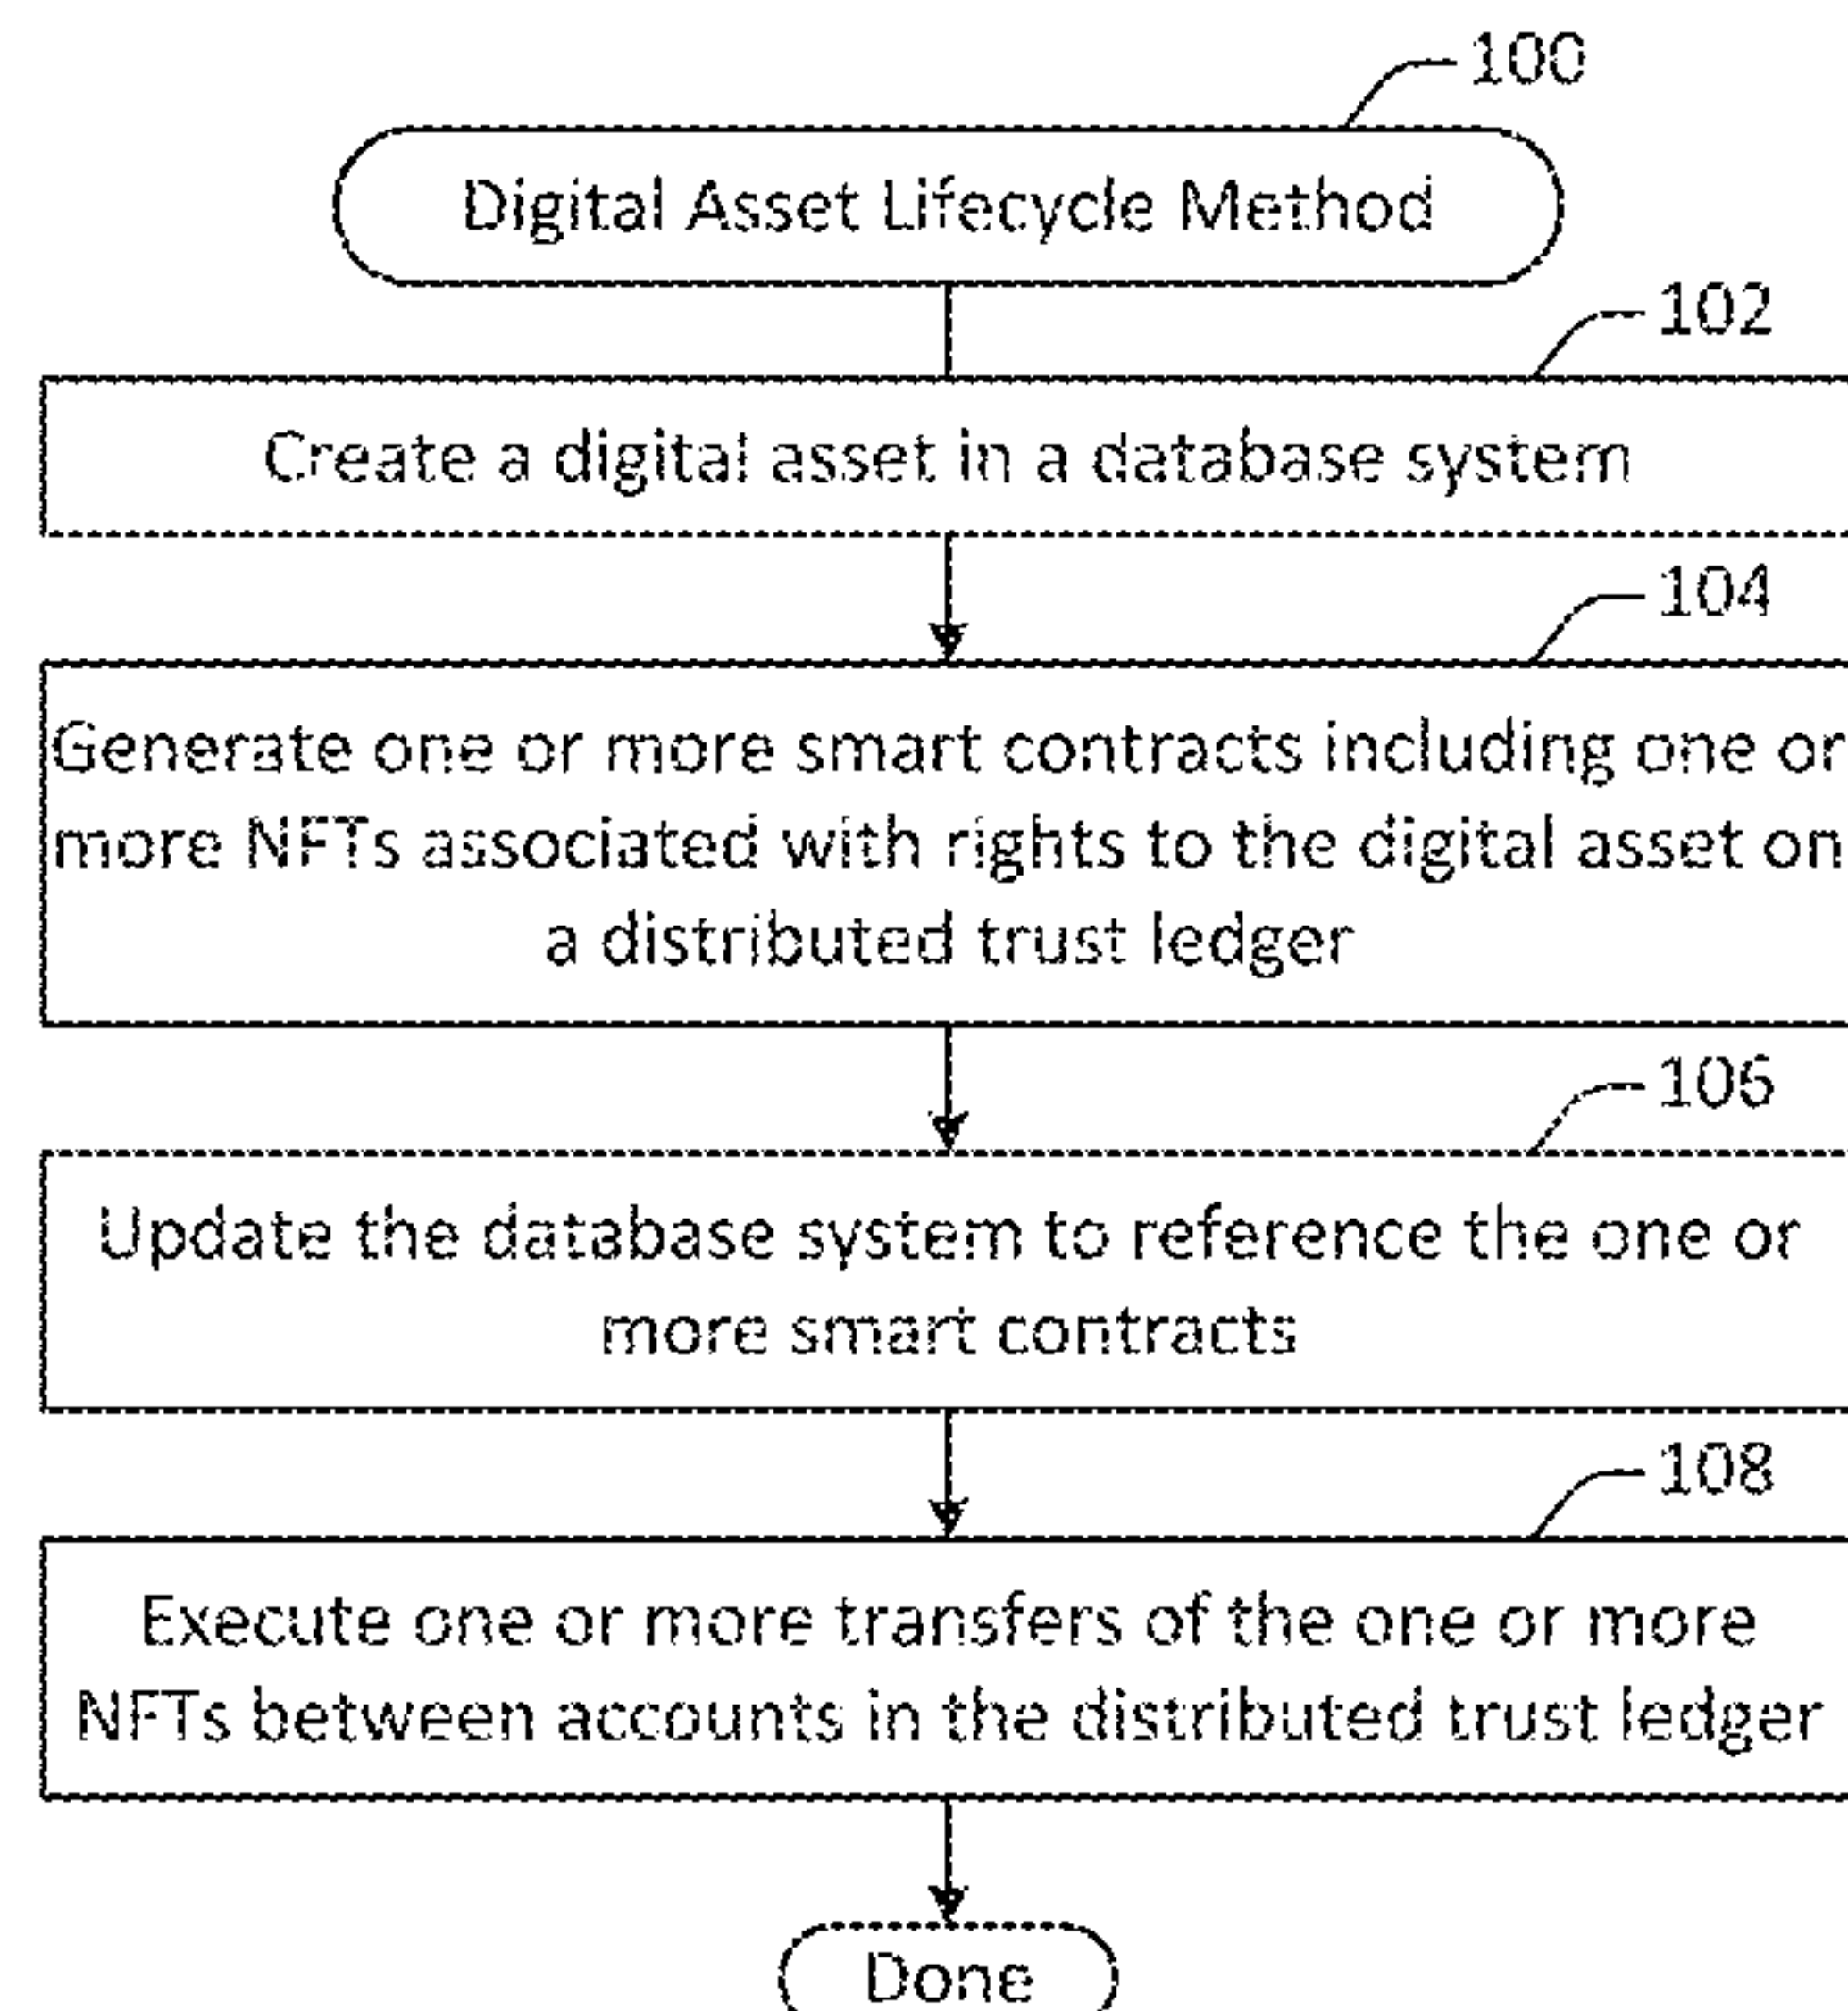 100
Digital Asset Lifecycle Method
102
Create a digital asset in a database system
104
Generate one or more smart contracts including one or
more NFTs associated with rights to the digital asset on
a distributed trust ledger
106
Update the database system to reference the one or
more smart contracts
108
Execute one or more transfers of the one or more
NFTs between accounts in the distributed trust ledger
Done